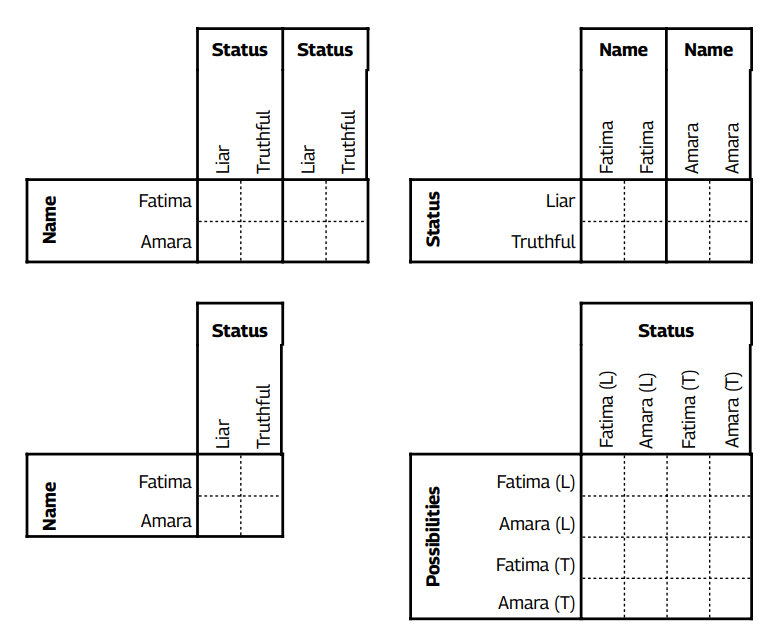 Status Status
Liar Truthful Liar Truthful
Name
Fatima
Amara
Name Name
Fatima Fatima Amara Amara
Status
Liar
Truthful
Status
Liar Truthful
Name
Fatima
Amara
Status
Fatima (L) Amara (L) Fatima (T) Amara (T)
Possibilities
Fatima (L)
Amara (L)
Fatima (T)
Amara (T)